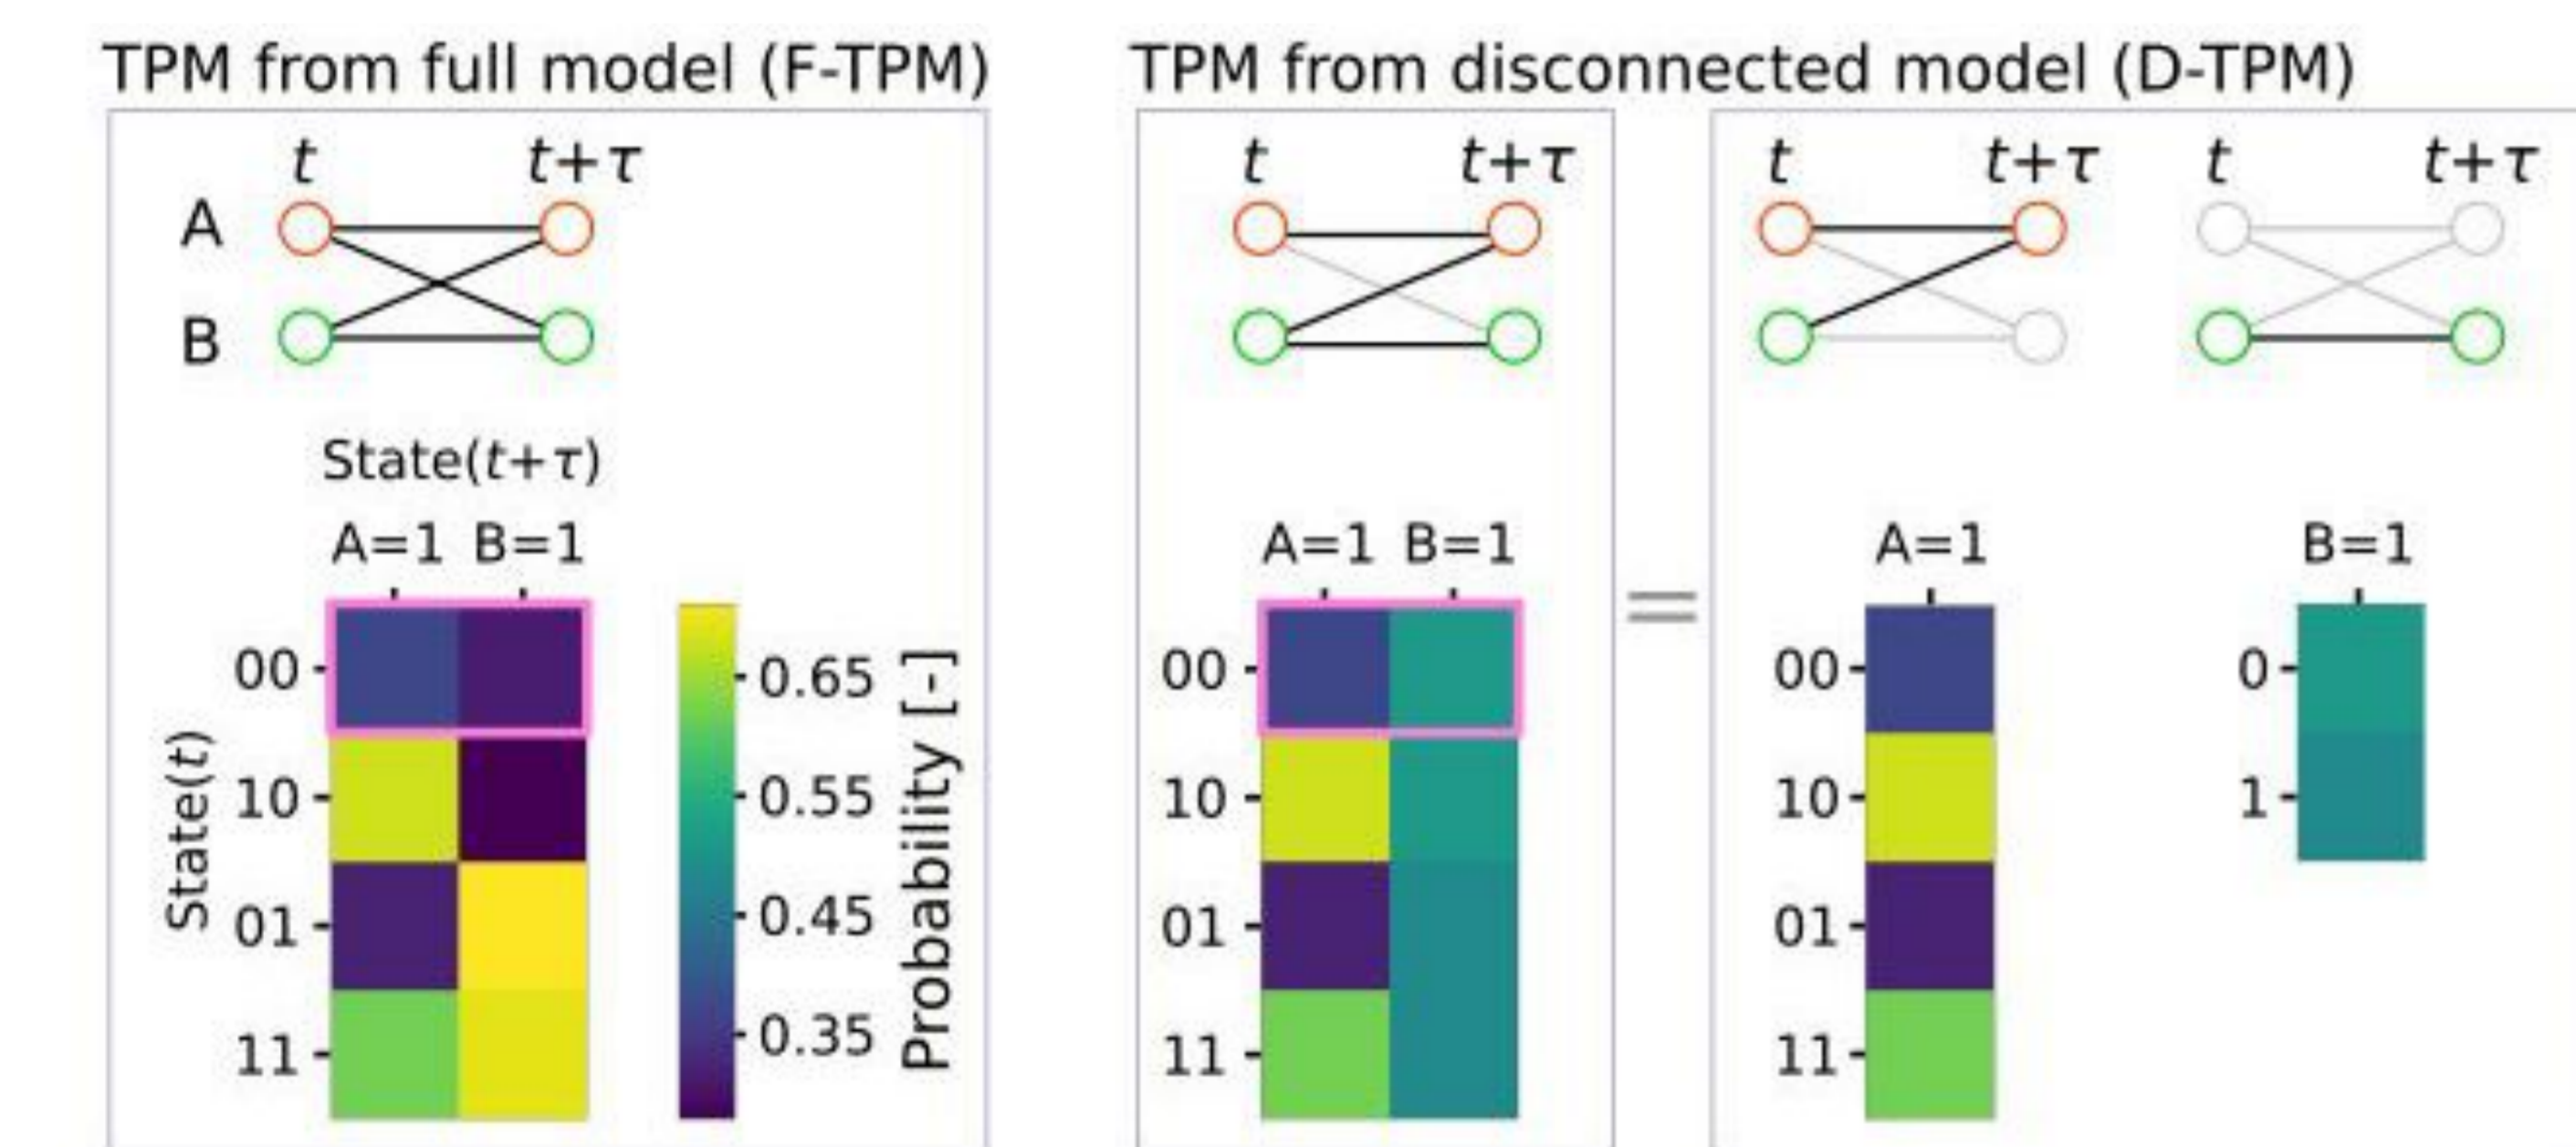 TPM from full model (F-TPM)
t t+τ
A
B
State(t+τ)
A=1 B=1
State(t)
00
10
01
11
0.65
0.55
0.45
0.35
Probability [-]
TPM from disconnected model (D-TPM)
t t+τ
A=1 B=1
00
10
01
11
=
t t+τ
A=1
00
10
01
11
t t+τ
B=1
0
1